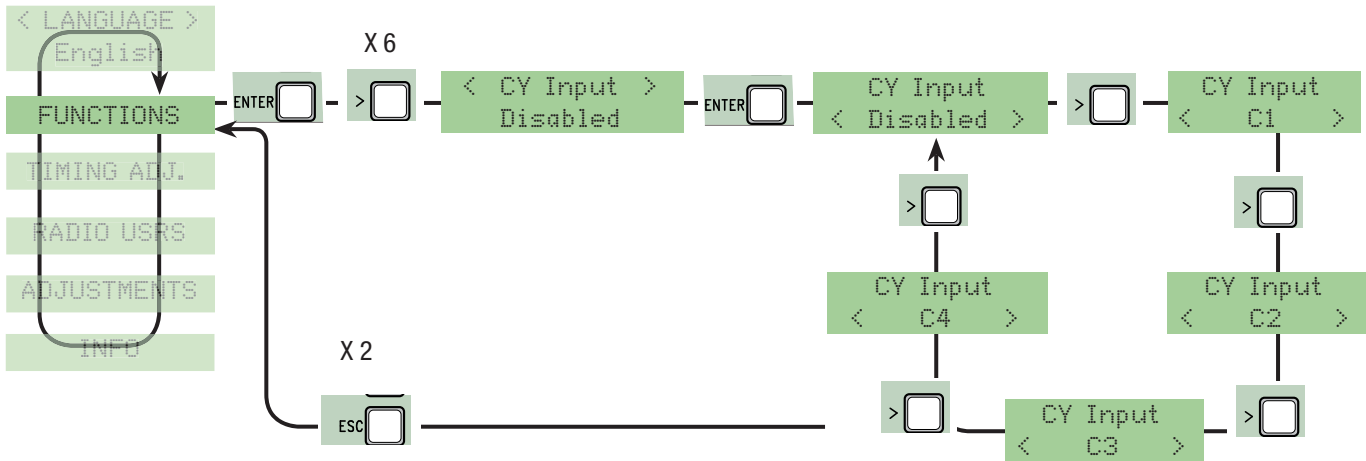 < LANGUAGE >
English
FUNCTIONS
TIMING ADJ.
RADIO USRS
ADJUSTMENTS
INFO
ENTER
X 6
>
< CY Input >
Disabled
ENTER
CY Input
< Disabled >
>
CY Input
< C1 >
>
CY Input
< C2 >
>
CY Input
< C3 >
>
CY Input
< C4 >
>
X 2
ESC